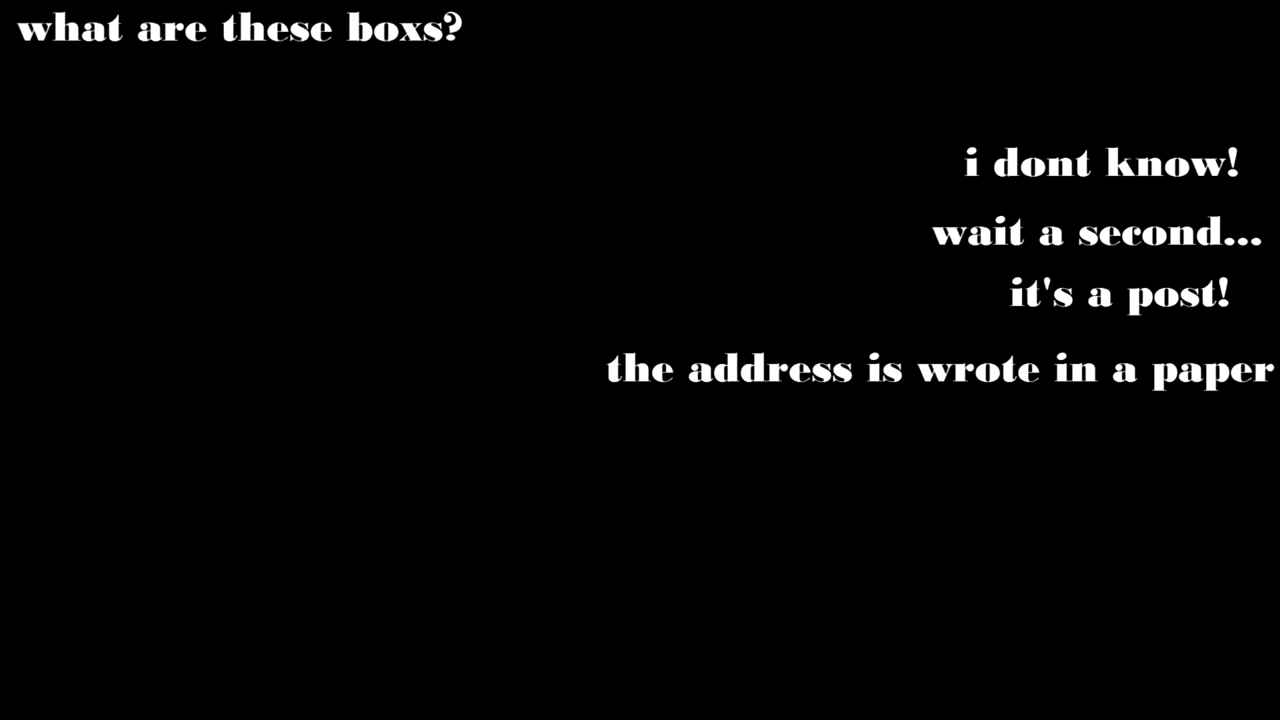 what are these boxs?
i dont know!
wait a second...
it's a post!
the address is wrote in a paper